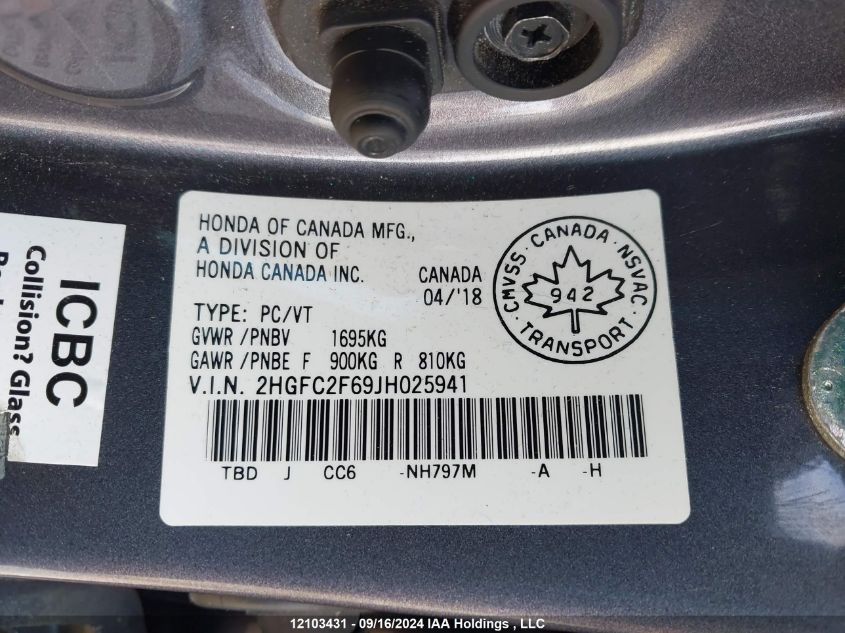 HONDA OF CANADA MFG.,
A DIVISION OF
HONDA CANADA INC.
CANADA
04/'18
CMVSS · CANADA · NSVAC · TRANSPORT ·
942
TYPE: PC/VT
GVWR /PNBV 1695KG
GAWR /PNBE F 900KG R 810KG
V.I.N. 2HGFC2F69JH025941
TBD J CC6 -NH797M -A -H
ICBC
Collision? Glass
12103431 - 09/16/2024 IAA Holdings , LLC